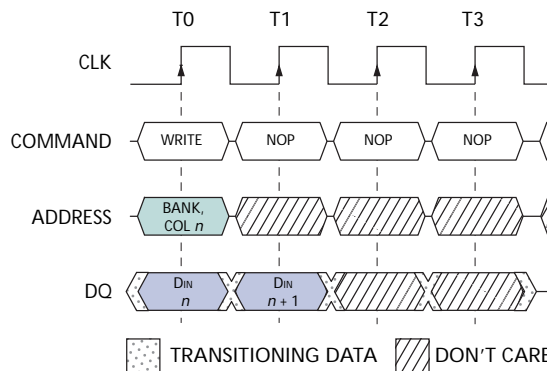 T0 T1 T2 T3
CLK
COMMAND WRITE NOP NOP NOP
ADDRESS BANK,
COL n
DQ DIN
n
DIN
n + 1
TRANSITIONING DATA DON'T CARE